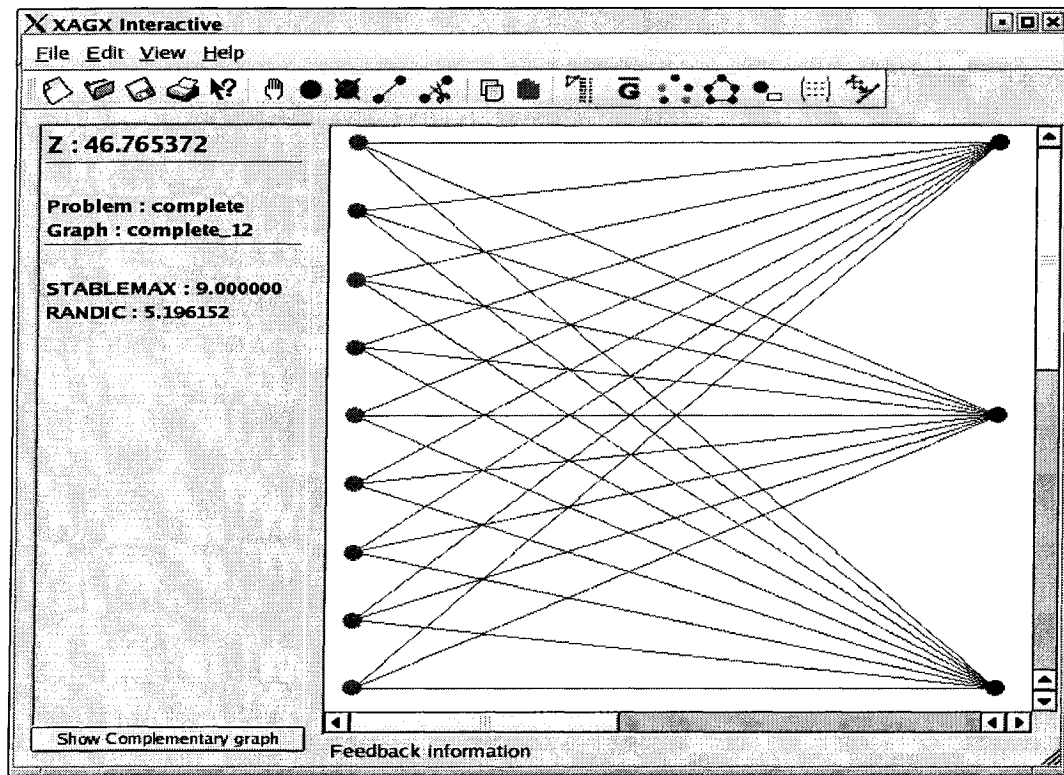 XAGX Interactive
File Edit View Help
Z : 46.765372
Problem : complete
Graph : complete_12
STABLEMAX : 9.000000
RANDIC : 5.196152
Show Complementary graph
Feedback information